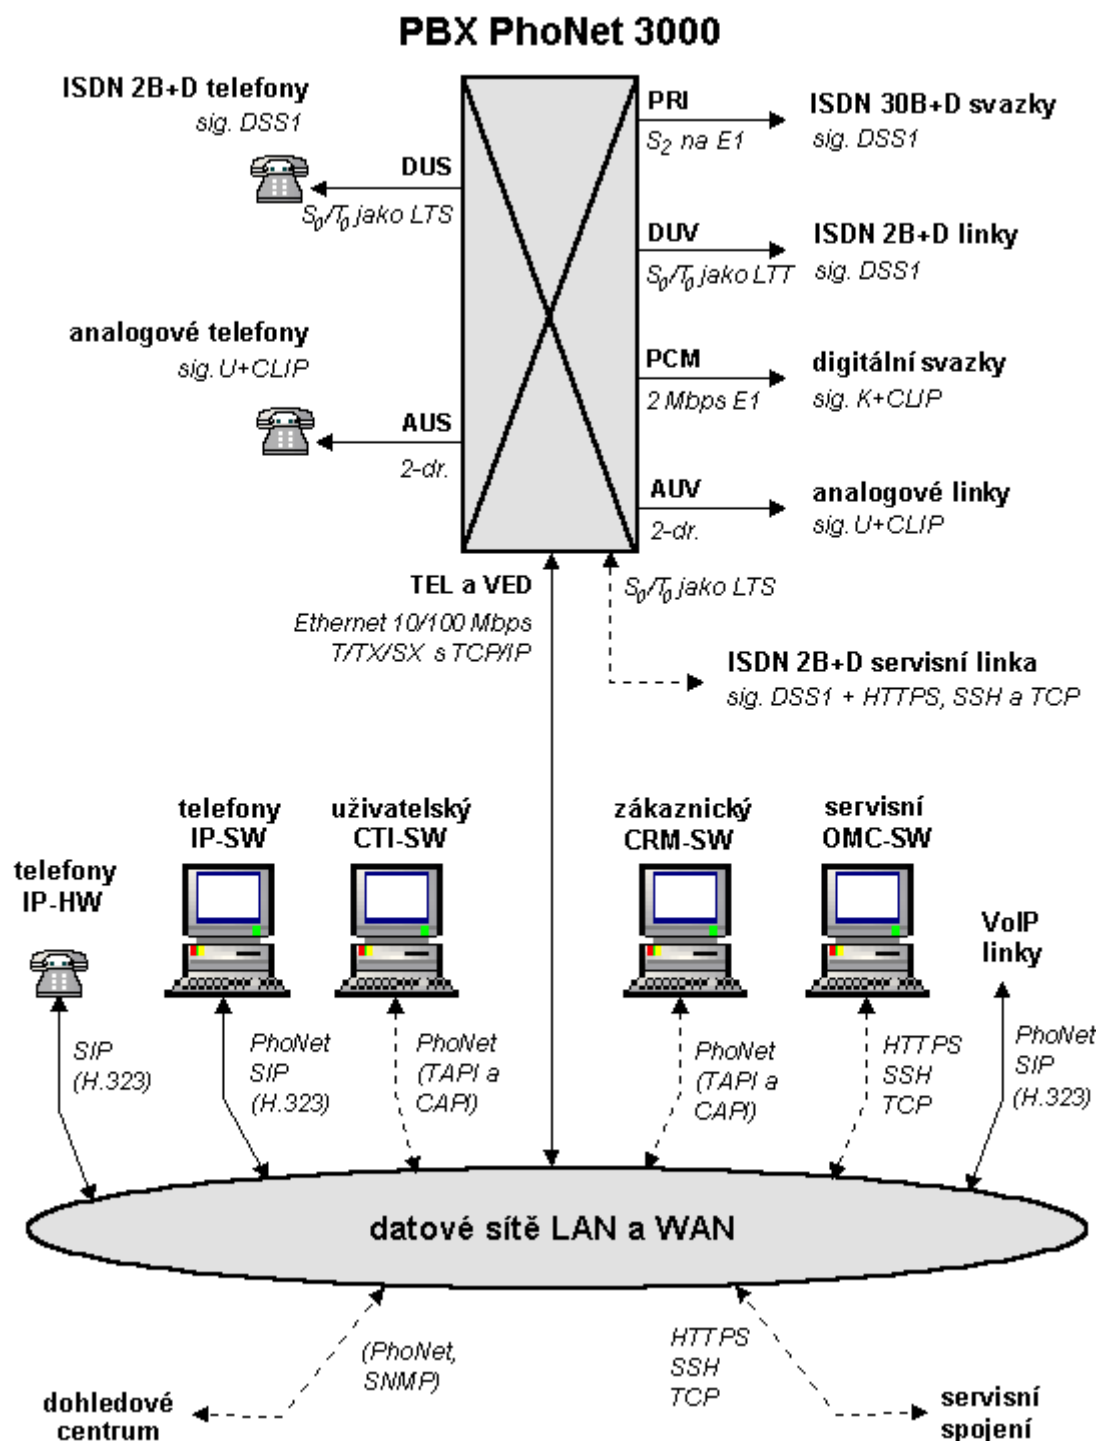 PBX PhoNet 3000
ISDN 2B+D telefony
sig. DSS1
DUS
S0/T0 jako LTS
analogové telefony
sig. U+CLIP
AUS
2-dr.
PRI
S2 na E1
ISDN 30B+D svazky
sig. DSS1
DUV
S0/T0 jako LTT
ISDN 2B+D linky
sig. DSS1
PCM
2 Mbps E1
digitální svazky
sig. K+CLIP
AUV
2-dr.
analogové linky
sig. U+CLIP
TEL a VED
Ethernet 10/100 Mbps
T/TX/SX s TCP/IP
S0/T0 jako LTS
ISDN 2B+D servisní linka
sig. DSS1 + HTTPS, SSH a TCP
telefony
IP-HW
telefony
IP-SW
uživatelský
CTI-SW
zákaznický
CRM-SW
servisní
OMC-SW
VoIP
linky
SIP
(H.323)
PhoNet
SIP
(H.323)
PhoNet
(TAPI a
CAPI)
PhoNet
(TAPI a
CAPI)
HTTPS
SSH
TCP
PhoNet
SIP
(H.323)
datové sítě LAN a WAN
(PhoNet,
SNMP)
dohledové
centrum
HTTPS
SSH
TCP
servisní
spojení